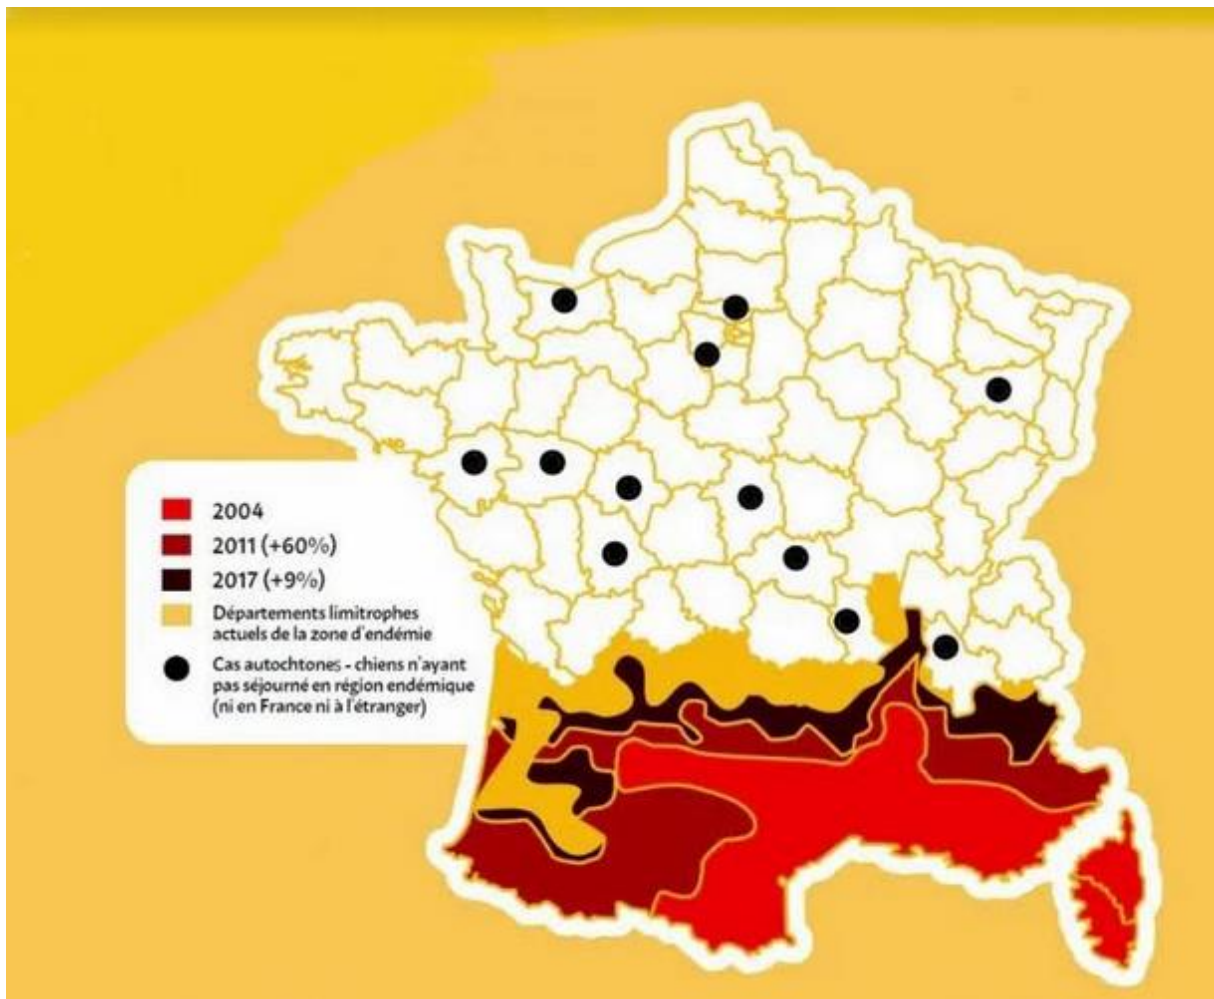 2004
2011 (+60%)
2017 (+9%)
Départements limitrophes
actuels de la zone d'endémie
Cas autochtones - chiens n'ayant
pas séjourné en région endémique
(ni en France ni à l'étranger)